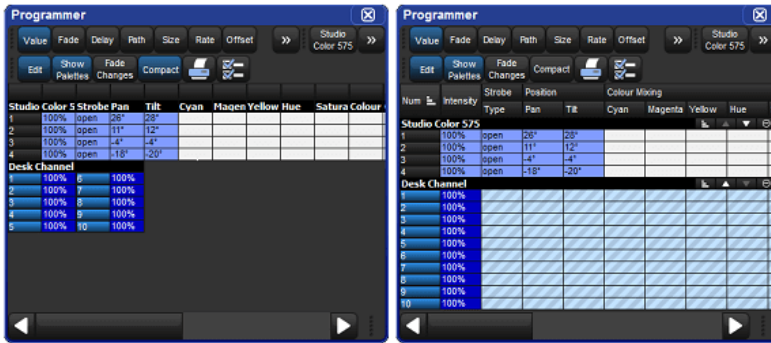 Programmer
Value Fade Delay Path Size Rate Offset » Studio Color 575 »
Edit Show Palettes Fade Changes Compact
Studio Color 5 Strobe Pan Tilt Cyan Magen Yellow Hue Satura Colour
1 100% open 26° 28°
2 100% open 11° 12°
3 100% open -4° -4°
4 100% open -18° -20°
Desk Channel
1 100% 6 100%
2 100% 7 100%
3 100% 8 100%
4 100% 9 100%
5 100% 10 100%
Programmer
Value Fade Delay Path Size Rate Offset » Studio Color 575 »
Edit Show Palettes Fade Changes Compact
Num Intensity Strobe Position Colour Mixing
Type Pan Tilt Cyan Magenta Yellow Hue
Studio Color 575
1 100% open 26° 28°
2 100% open 11° 12°
3 100% open -4° -4°
4 100% open -18° -20°
Desk Channel
1 100%
2 100%
3 100%
4 100%
5 100%
6 100%
7 100%
8 100%
9 100%
10 100%